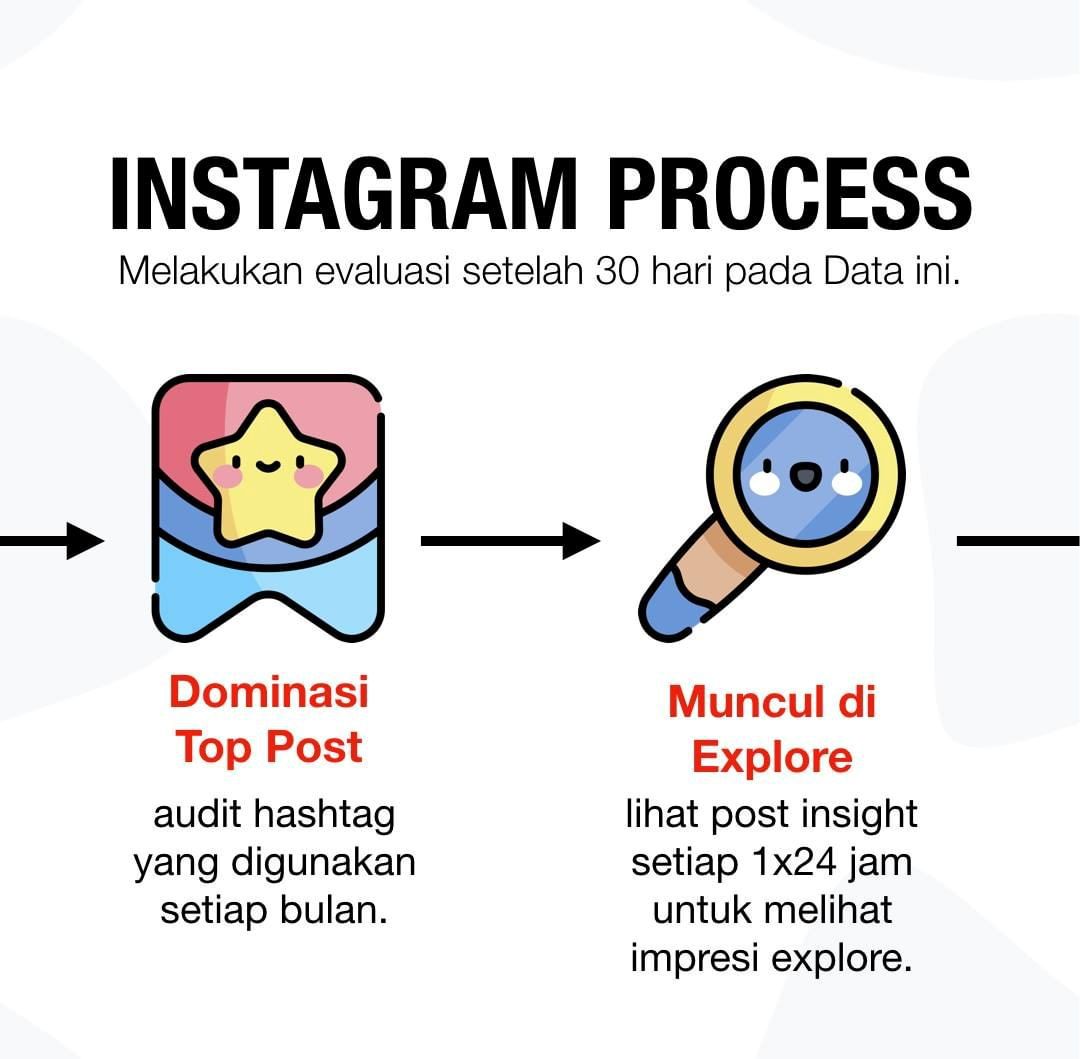 INSTAGRAM PROCESS
Melakukan evaluasi setelah 30 hari pada Data ini.
Dominasi
Top Post
audit hashtag
yang digunakan
setiap bulan.
Muncul di
Explore
lihat post insight
setiap 1x24 jam
untuk melihat
impresi explore.